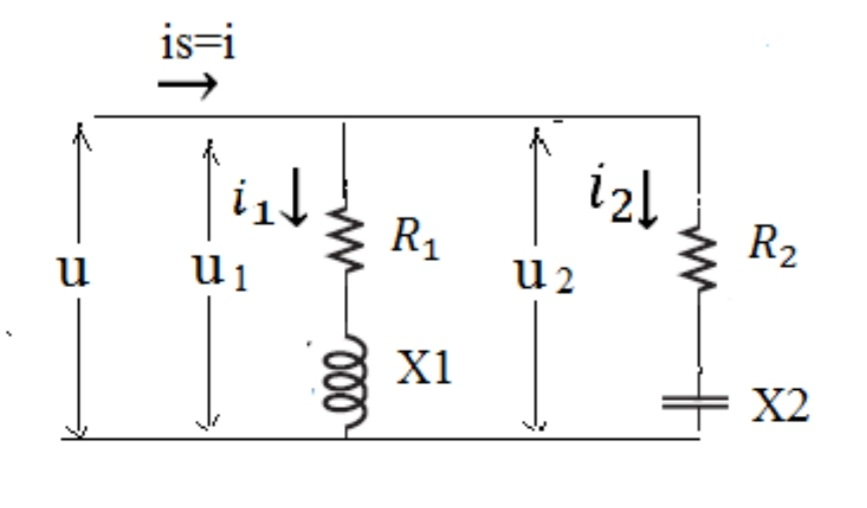 is=i
i₁
R₁
i₂
R₂
u
u₁
u₂
X1
X2